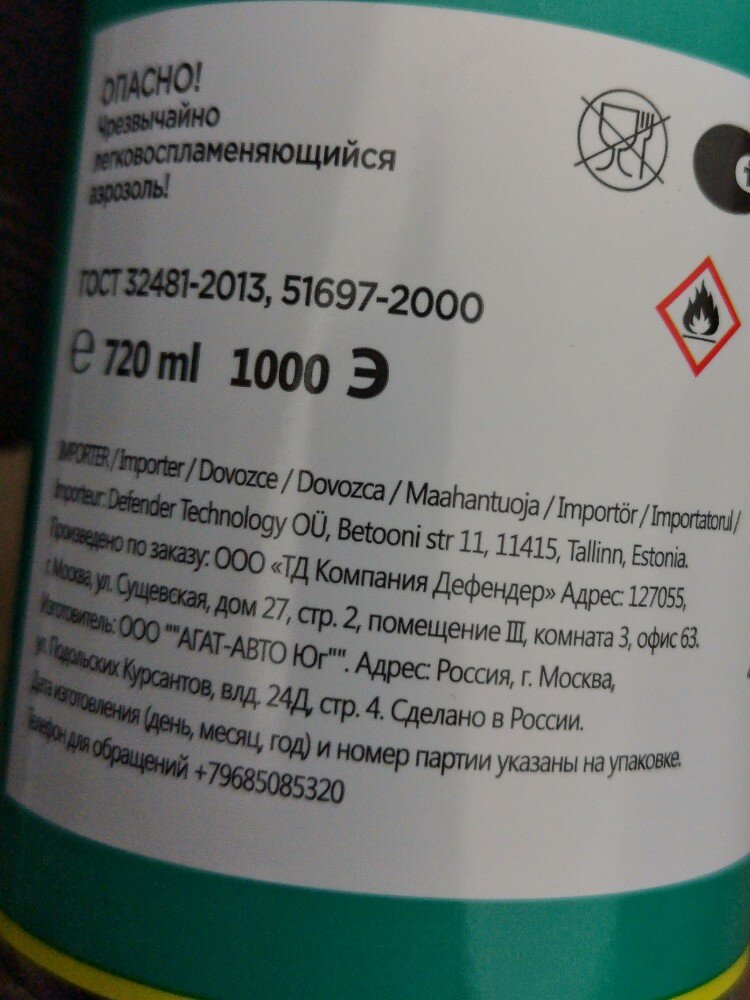 ОПАСНО!
Чрезвычайно
легковоспламеняющийся
аэрозоль!
ГОСТ 32481-2013, 51697-2000
℮ 720 ml 1000 Э
IMPORTER / Importer / Dovozce / Dovozca / Maahantuoja / Importör / Importatorul /
Importeur: Defender Technology OÜ, Betooni str 11, 11415, Tallinn, Estonia.
Произведено по заказу: ООО «ТД Компания Дефендер» Адрес: 127055,
г. Москва, ул. Сущевская, дом 27, стр. 2, помещение III, комната 3, офис 63.
Изготовитель: ООО ""АГАТ-АВТО Юг"". Адрес: Россия, г. Москва,
ул. Подольских Курсантов, влд. 24Д, стр. 4. Сделано в России.
Дата изготовления (день, месяц, год) и номер партии указаны на упаковке.
Телефон для обращений +79685085320